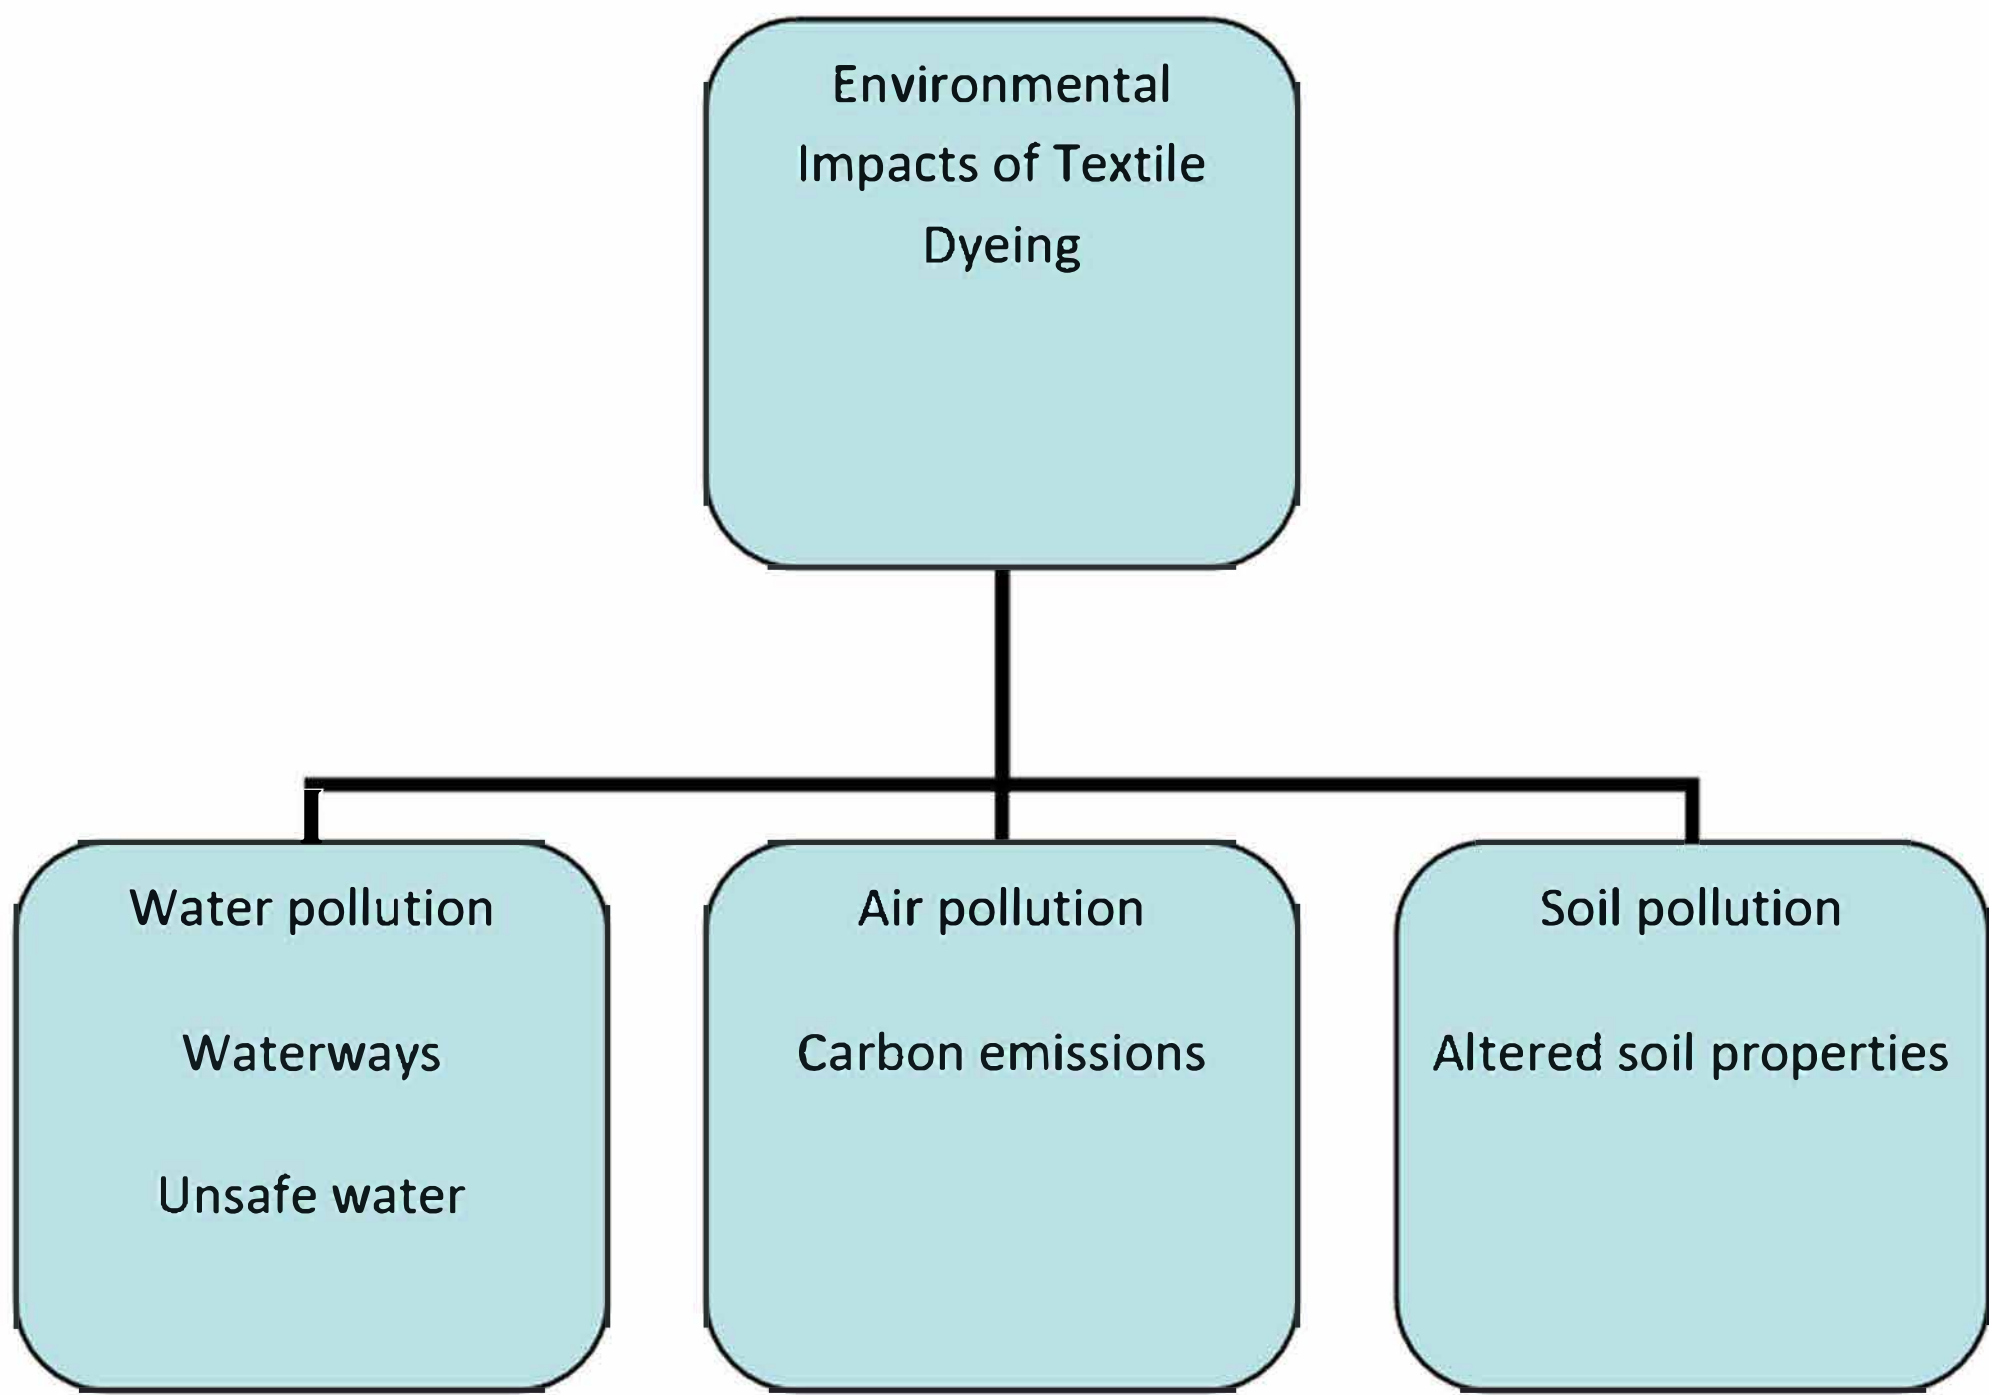 Environmental
Impacts of Textile
Dyeing
Water pollution
Waterways
Unsafe water
Air pollution
Carbon emissions
Soil pollution
Altered soil properties